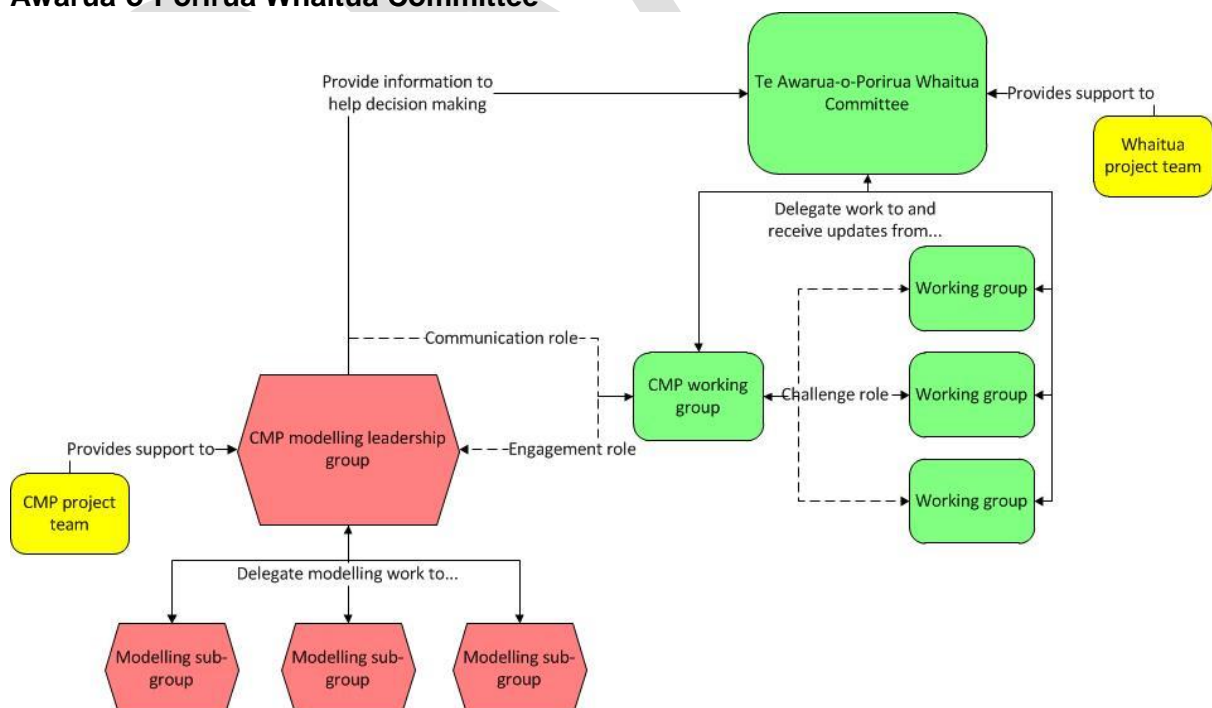 Awarua-o-Porirua Whaitua Committee
Provide information to
help decision making
Te Awarua-o-Porirua Whaitua
Committee
Provides support to
Whaitua
project team
Delegate work to and
receive updates from...
Working group
Communication role
CMP working
group
Challenge role
Working group
CMP modelling leadership
group
Engagement role
Provides support to
CMP project
team
Working group
Delegate modelling work to...
Modelling sub-
group
Modelling sub-
group
Modelling sub-
group